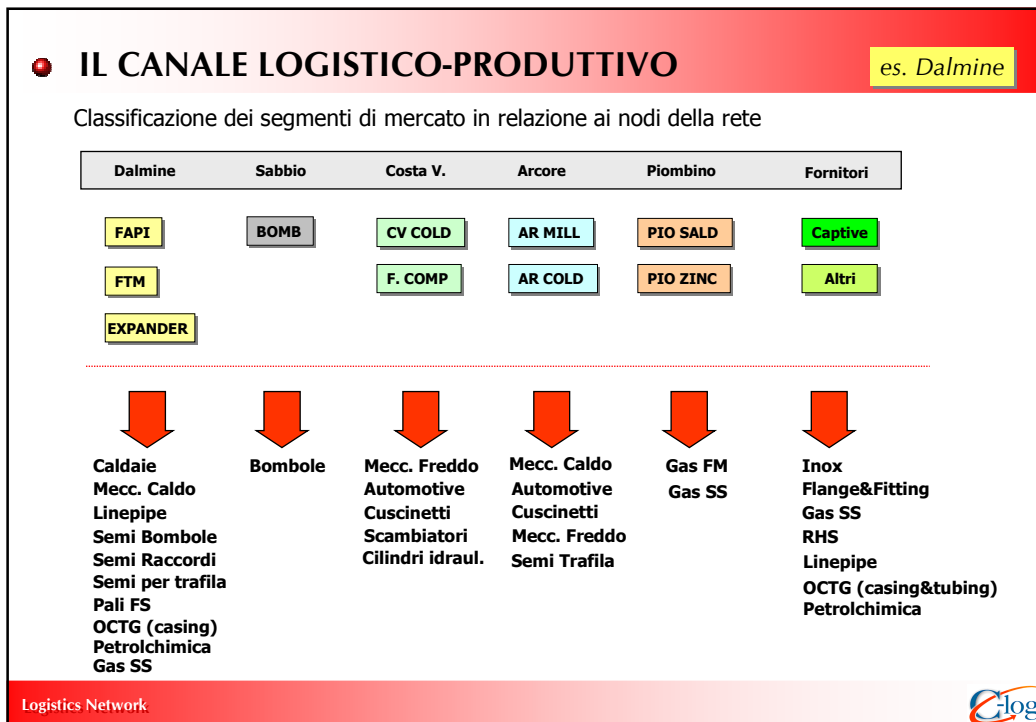 IL CANALE LOGISTICO-PRODUTTIVO
es. Dalmine
Classificazione dei segmenti di mercato in relazione ai nodi della rete
Dalmine Sabbio Costa V. Arcore Piombino Fornitori
FAPI BOMB CV COLD AR MILL PIO SALD Captive
FTM F. COMP AR COLD PIO ZINC Altri
EXPANDER
Caldaie
Mecc. Caldo
Linepipe
Semi Bombole
Semi Raccordi
Semi per trafila
Pali FS
OCTG (casing)
Petrolchimica
Gas SS
Bombole
Mecc. Freddo
Automotive
Cuscinetti
Scambiatori
Cilindri idraul.
Mecc. Caldo
Automotive
Cuscinetti
Mecc. Freddo
Semi Trafila
Gas FM
Gas SS
Inox
Flange&Fitting
Gas SS
RHS
Linepipe
OCTG (casing&tubing)
Petrolchimica
Logistics Network
C-log